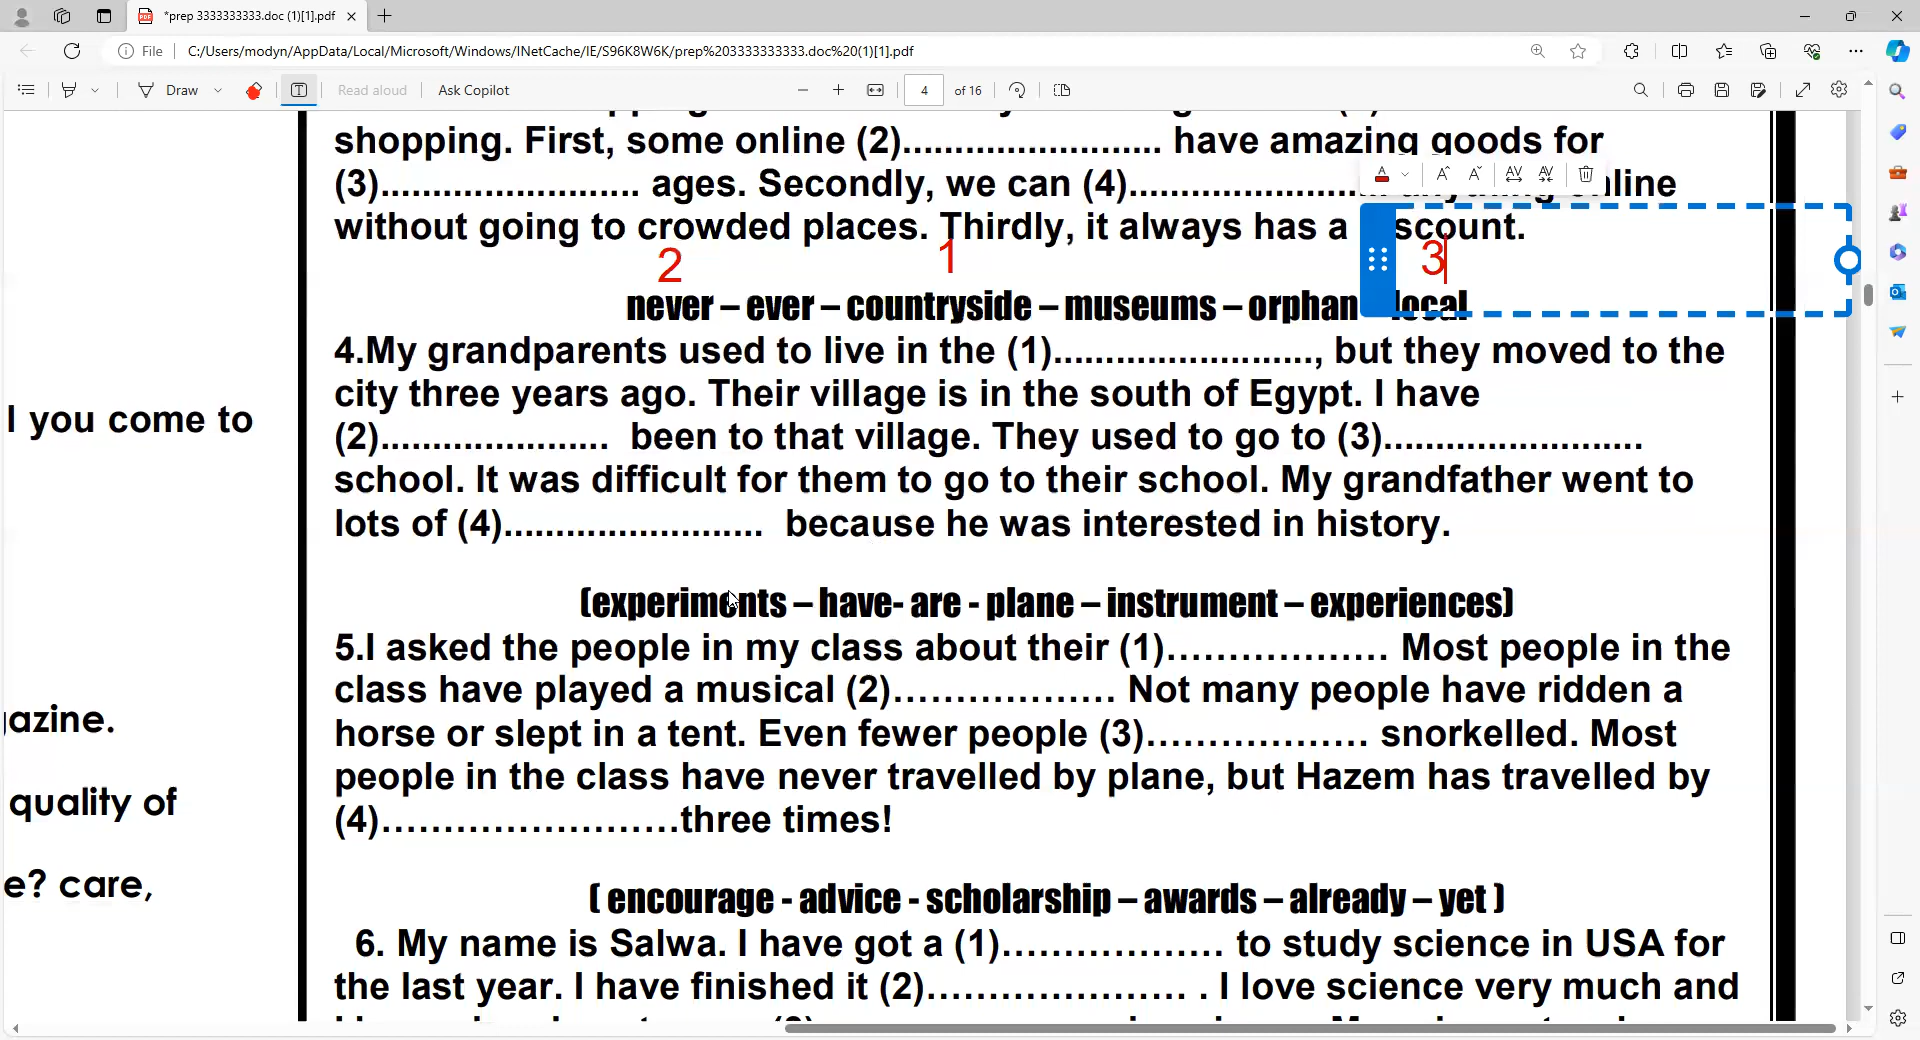 *prep 3333333333.doc (1)[1].pdf
File
C:/Users/modyn/AppData/Local/Microsoft/Windows/INetCache/IE/S96K8W6K/prep%203333333333.doc%20(1)[1].pdf
Draw
Read aloud
Ask Copilot
4 of 16
shopping. First, some online (2)......................... have amazing goods for
(3)......................... ages. Secondly, we can (4)......................
without going to crowded places. Thirdly, it always has a scount.
2 1 3
never – ever – countryside – museums – orphan local
4.My grandparents used to live in the (1)........................., but they moved to the
city three years ago. Their village is in the south of Egypt. I have
(2)...................... been to that village. They used to go to (3).........................
school. It was difficult for them to go to their school. My grandfather went to
lots of (4)......................... because he was interested in history.
(experiments – have- are - plane – instrument – experiences)
5.I asked the people in my class about their (1)……………… Most people in the
class have played a musical (2)……………… Not many people have ridden a
horse or slept in a tent. Even fewer people (3)……………… snorkelled. Most
people in the class have never travelled by plane, but Hazem has travelled by
(4)……………………three times!
( encourage - advice - scholarship – awards – already – yet )
6. My name is Salwa. I have got a (1)……………… to study science in USA for
the last year. I have finished it (2)………………… . I love science very much and
I you come to
azine.
quality of
e? care,